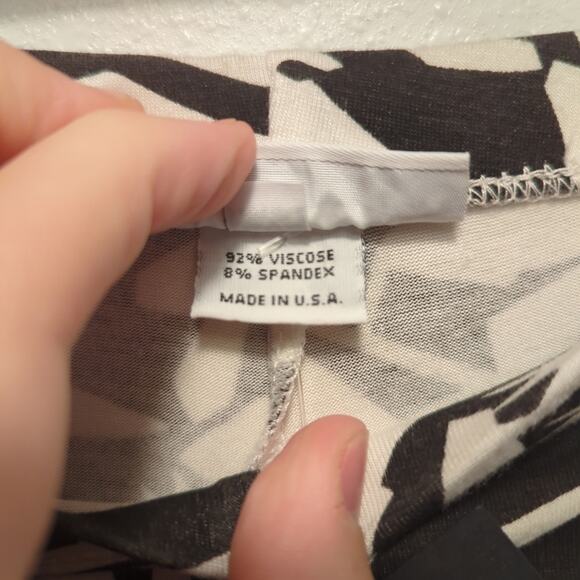 92% VISCOSE
8% SPANDEX
MADE IN U.S.A.